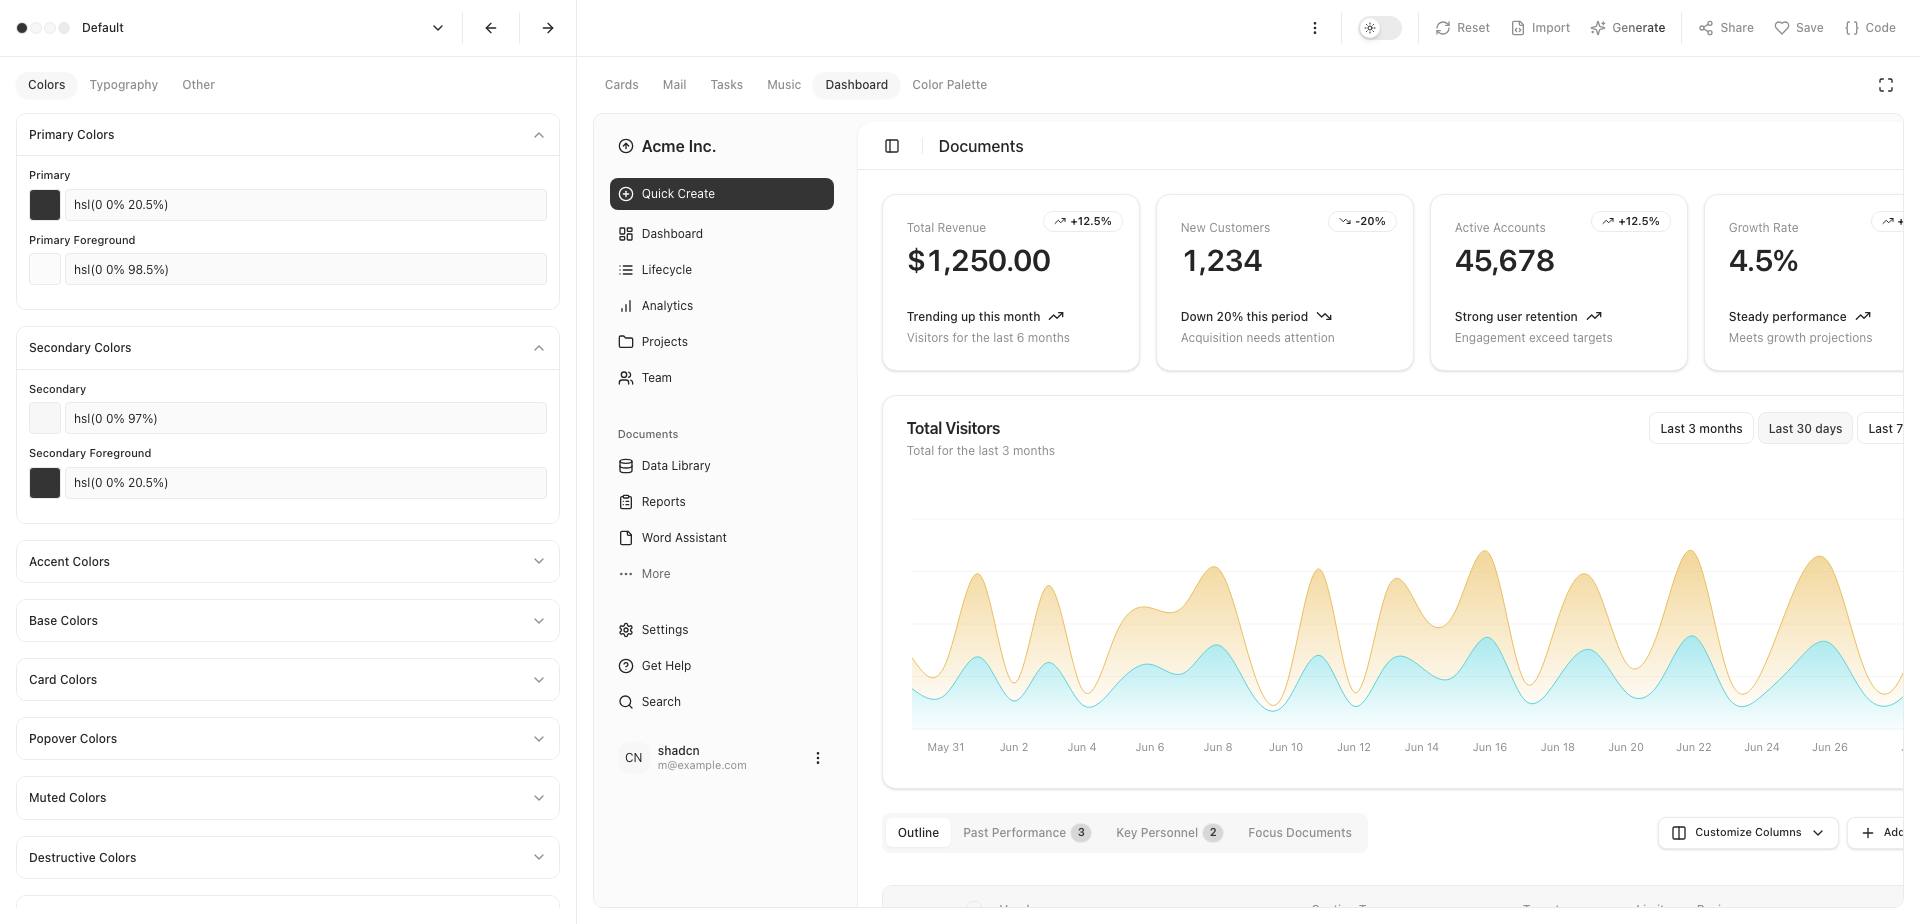 Default
Reset
Import
Generate
Share
Save
Code
Colors
Typography
Other
Primary Colors
Primary
hsl(0 0% 20.5%)
Primary Foreground
hsl(0 0% 98.5%)
Secondary Colors
Secondary
hsl(0 0% 97%)
Secondary Foreground
hsl(0 0% 20.5%)
Accent Colors
Base Colors
Card Colors
Popover Colors
Muted Colors
Destructive Colors
Cards
Mail
Tasks
Music
Dashboard
Color Palette
Acme Inc.
Quick Create
Dashboard
Lifecycle
Analytics
Projects
Team
Documents
Data Library
Reports
Word Assistant
More
Settings
Get Help
Search
CN
shadcn
m@example.com
Documents
Total Revenue
+12.5%
$1,250.00
Trending up this month
Visitors for the last 6 months
New Customers
-20%
1,234
Down 20% this period
Acquisition needs attention
Active Accounts
+12.5%
45,678
Strong user retention
Engagement exceed targets
Growth Rate
+
4.5%
Steady performance
Meets growth projections
Total Visitors
Total for the last 3 months
Last 3 months
Last 30 days
Last 7
May 31
Jun 2
Jun 4
Jun 6
Jun 8
Jun 10
Jun 12
Jun 14
Jun 16
Jun 18
Jun 20
Jun 22
Jun 24
Jun 26
Outline
Past Performance 3
Key Personnel 2
Focus Documents
Customize Columns